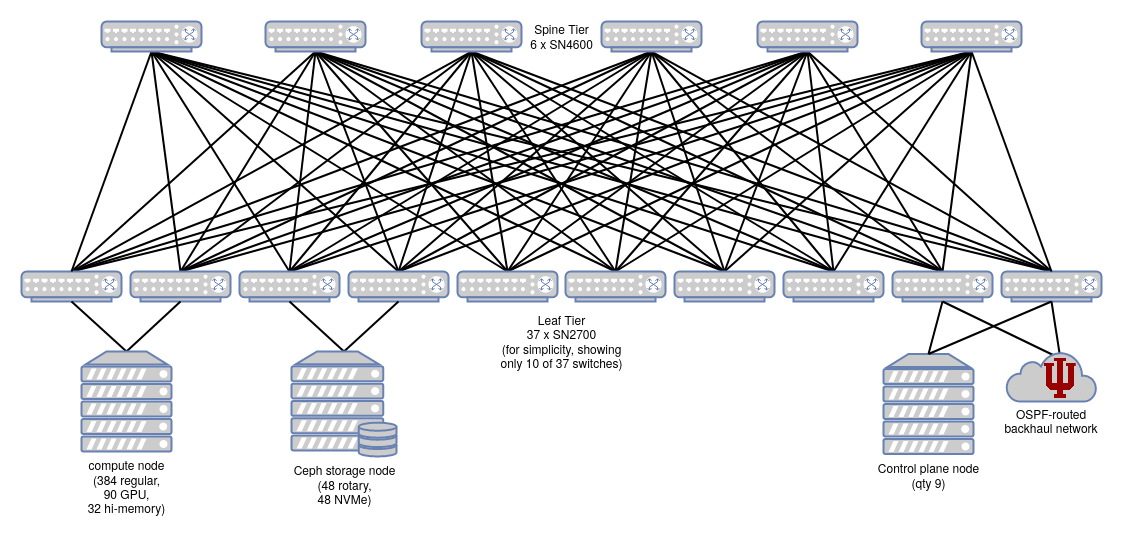 Spine Tier
6 x SN4600
Leaf Tier
37 x SN2700
(for simplicity, showing
only 10 of 37 switches)
compute node
(384 regular,
90 GPU,
32 hi-memory)
Ceph storage node
(48 rotary,
48 NVMe)
Control plane node
(qty 9)
OSPF-routed
backhaul network